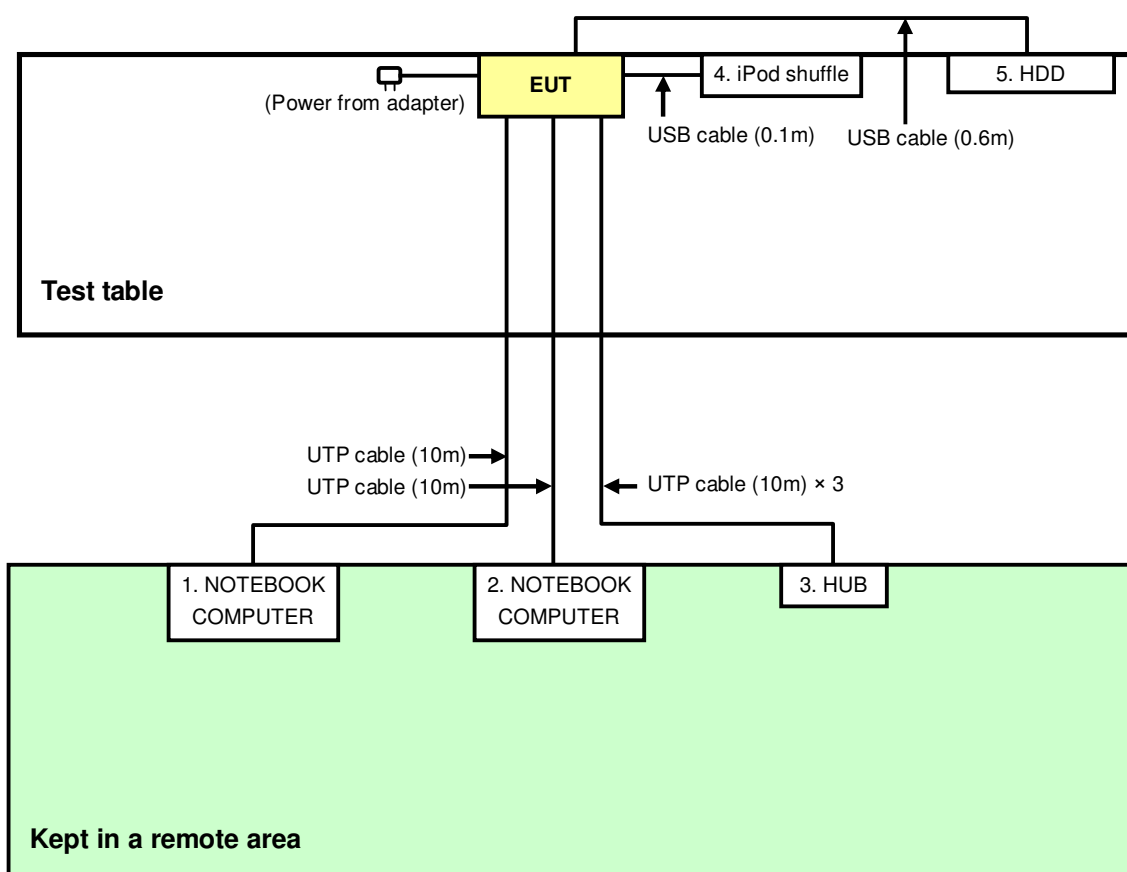 EUT
4. iPod shuffle
5. HDD
(Power from adapter)
USB cable (0.1m)
USB cable (0.6m)
Test table
UTP cable (10m)
UTP cable (10m)
UTP cable (10m) × 3
1. NOTEBOOK
COMPUTER
2. NOTEBOOK
COMPUTER
3. HUB
Kept in a remote area